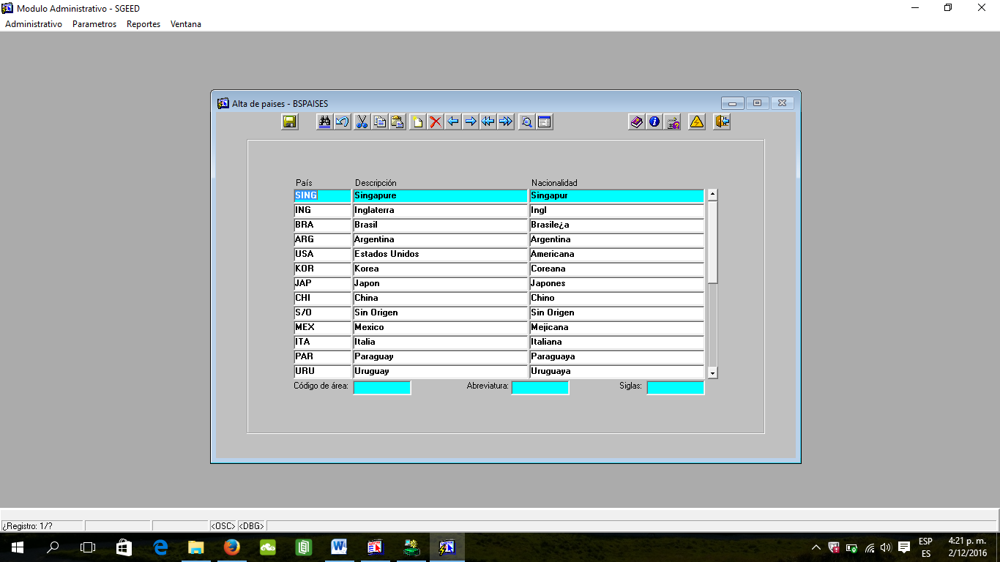 Modulo Administrativo - SGEED
Administrativo Parametros Reportes Ventana
Alta de paises - BSPAISES
País Descripción Nacionalidad
SING Singapure Singapur
ING Inglaterra Ingl
BRA Brasil Brasile¿a
ARG Argentina Argentina
USA Estados Unidos Americana
KOR Korea Coreana
JAP Japon Japones
CHI China Chino
S/O Sin Origen Sin Origen
MEX Mexico Mejicana
ITA Italia Italiana
PAR Paraguay Paraguaya
URU Uruguay Uruguaya
Código de área: Abreviatura: Siglas:
¿Registro: 1/? <OSC> <DBG>
ESP 4:21 p. m.
ES 2/12/2016